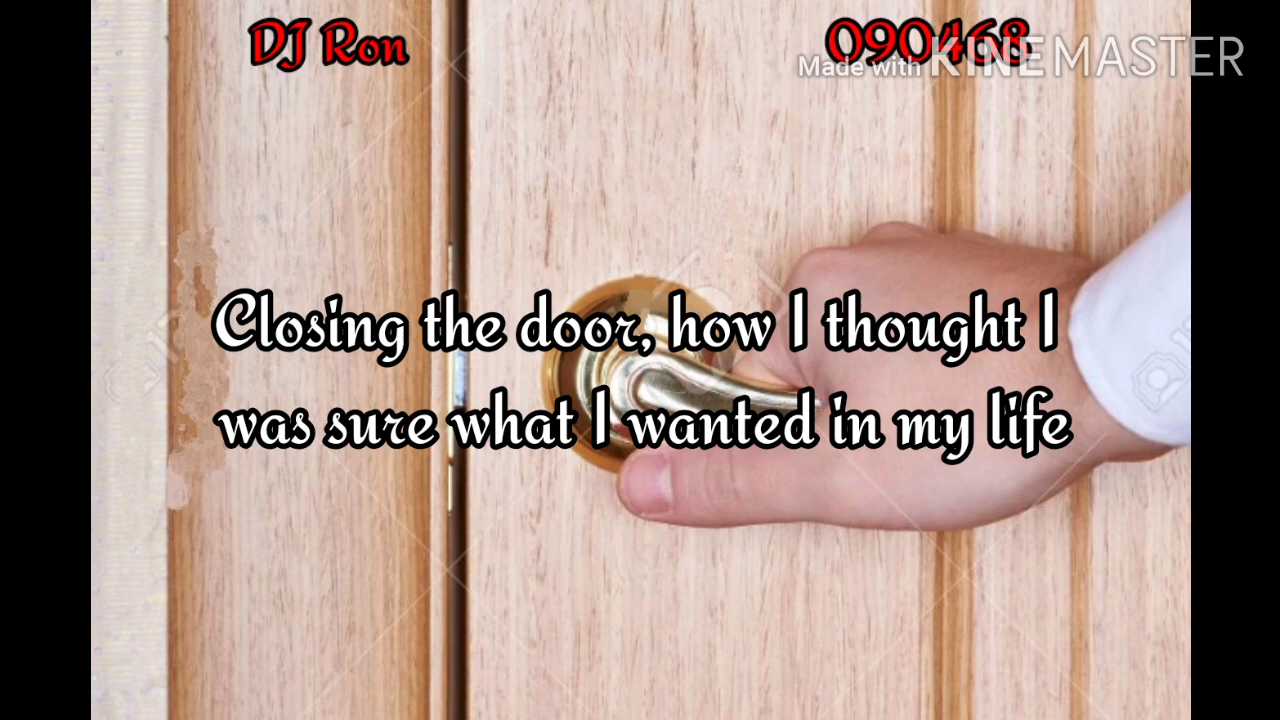 DJ Ron
090468
Made with KINEMASTER
Closing the door, how I thought I
was sure what I wanted in my life